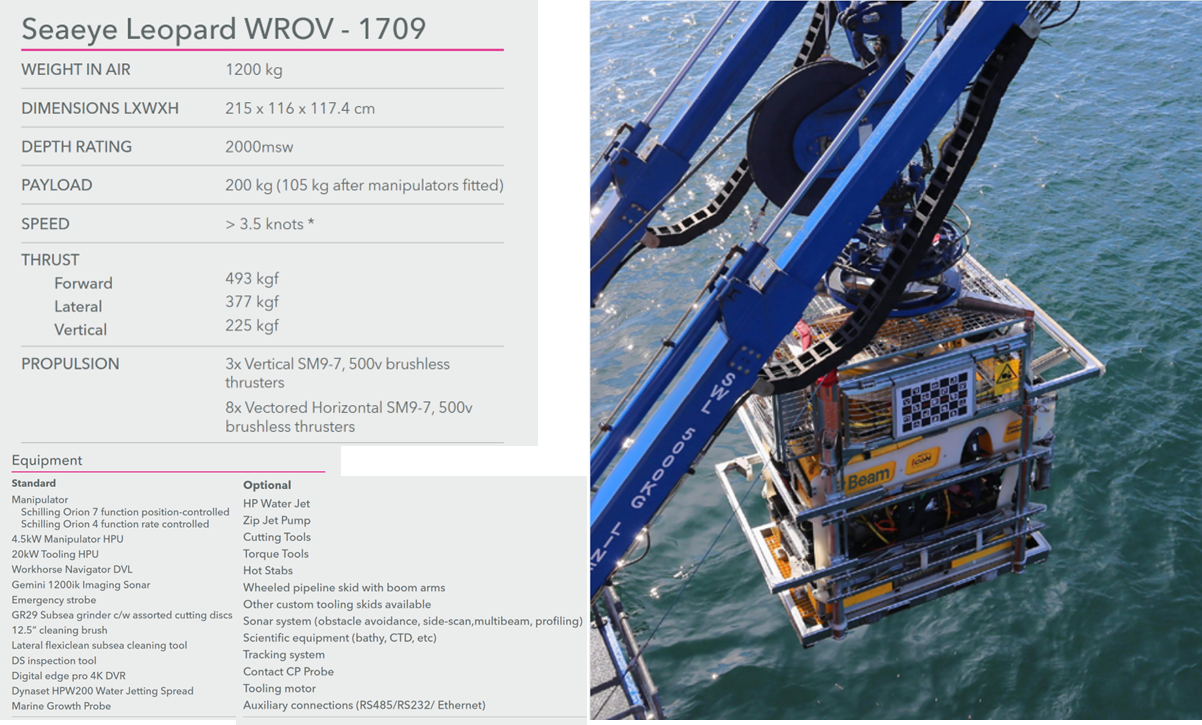 Seaeye Leopard WROV - 1709
WEIGHT IN AIR 1200 kg
DIMENSIONS LXWXH 215 x 116 x 117.4 cm
DEPTH RATING 2000msw
PAYLOAD 200 kg (105 kg after manipulators fitted)
SPEED > 3.5 knots *
THRUST
Forward 493 kgf
Lateral 377 kgf
Vertical 225 kgf
PROPULSION 3x Vertical SM9-7, 500v brushless
thrusters
8x Vectored Horizontal SM9-7, 500v
brushless thrusters
Equipment
Standard
Manipulator
Schilling Orion 7 function position-controlled
Schilling Orion 4 function rate controlled
4.5kW Manipulator HPU
20kW Tooling HPU
Workhorse Navigator DVL
Gemini 1200ik Imaging Sonar
Emergency strobe
GR29 Subsea grinder c/w assorted cutting discs
12.5" cleaning brush
Lateral flexiclean subsea cleaning tool
DS inspection tool
Digital edge pro 4K DVR
Dynaset HPW200 Water Jetting Spread
Marine Growth Probe
Optional
HP Water Jet
Zip Jet Pump
Cutting Tools
Torque Tools
Hot Stabs
Wheeled pipeline skid with boom arms
Other custom tooling skids available
Sonar system (obstacle avoidance, side-scan,multibeam, profiling)
Scientific equipment (bathy, CTD, etc)
Tracking system
Contact CP Probe
Tooling motor
Auxiliary connections (RS485/RS232/ Ethernet)
SWL 5000KG LINE
Beam
iCON